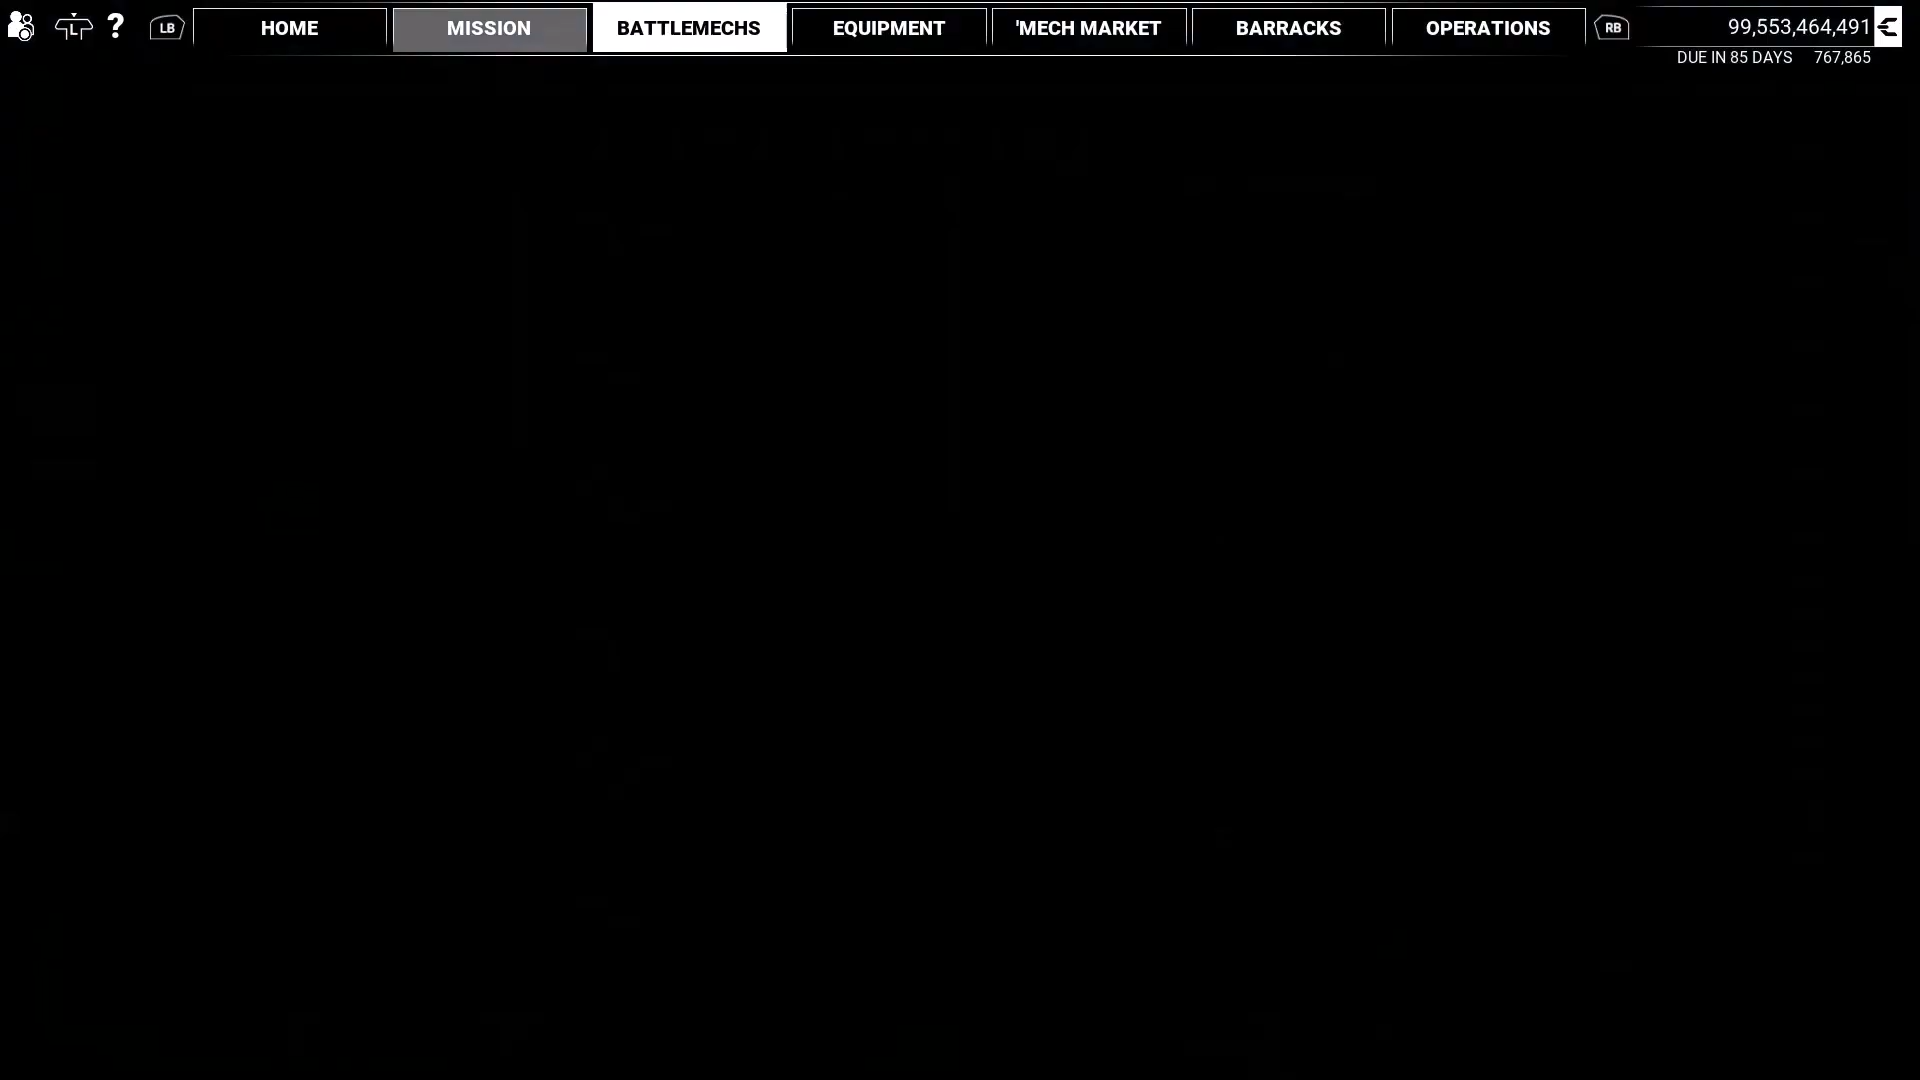 L ? LB HOME MISSION BATTLEMECHS EQUIPMENT 'MECH MARKET BARRACKS OPERATIONS RB 99,553,464,491
DUE IN 85 DAYS 767,865